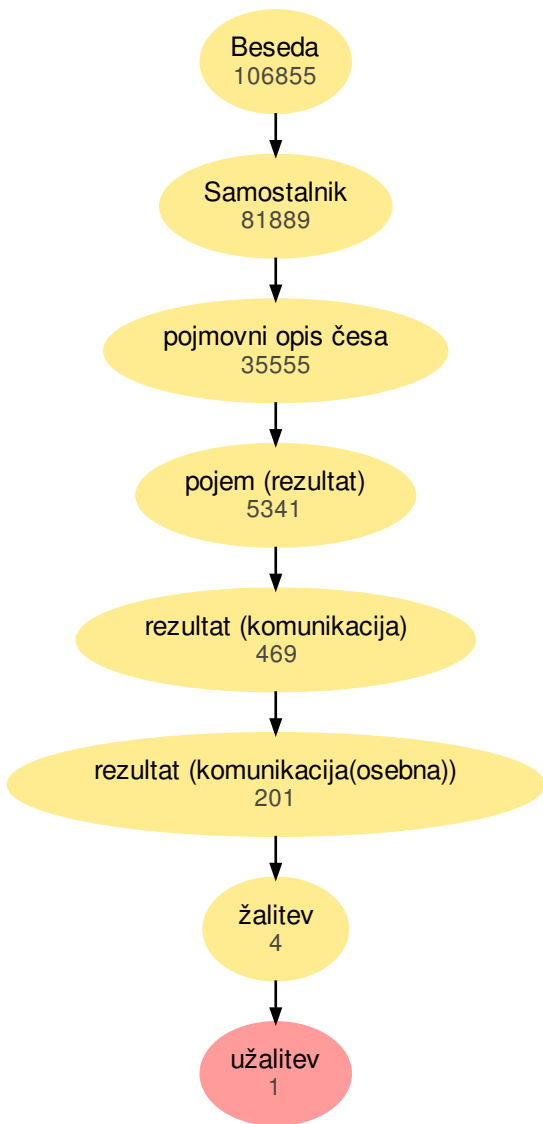 Beseda
106855
Samostalnik
81889
pojmovni opis česa
35555
pojem (rezultat)
5341
rezultat (komunikacija)
469
rezultat (komunikacija(osebna))
201
žalitev
4
užalitev
1